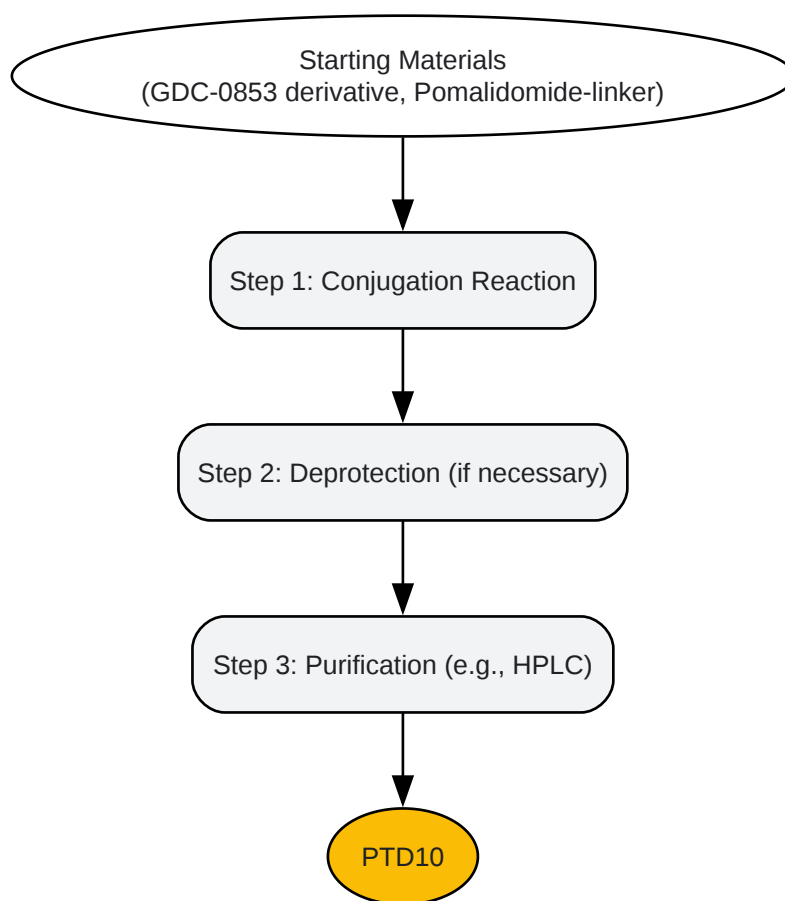 Starting Materials
(GDC-0853 derivative, Pomalidomide-linker)
Step 1: Conjugation Reaction
Step 2: Deprotection (if necessary)
Step 3: Purification (e.g., HPLC)
PTD10